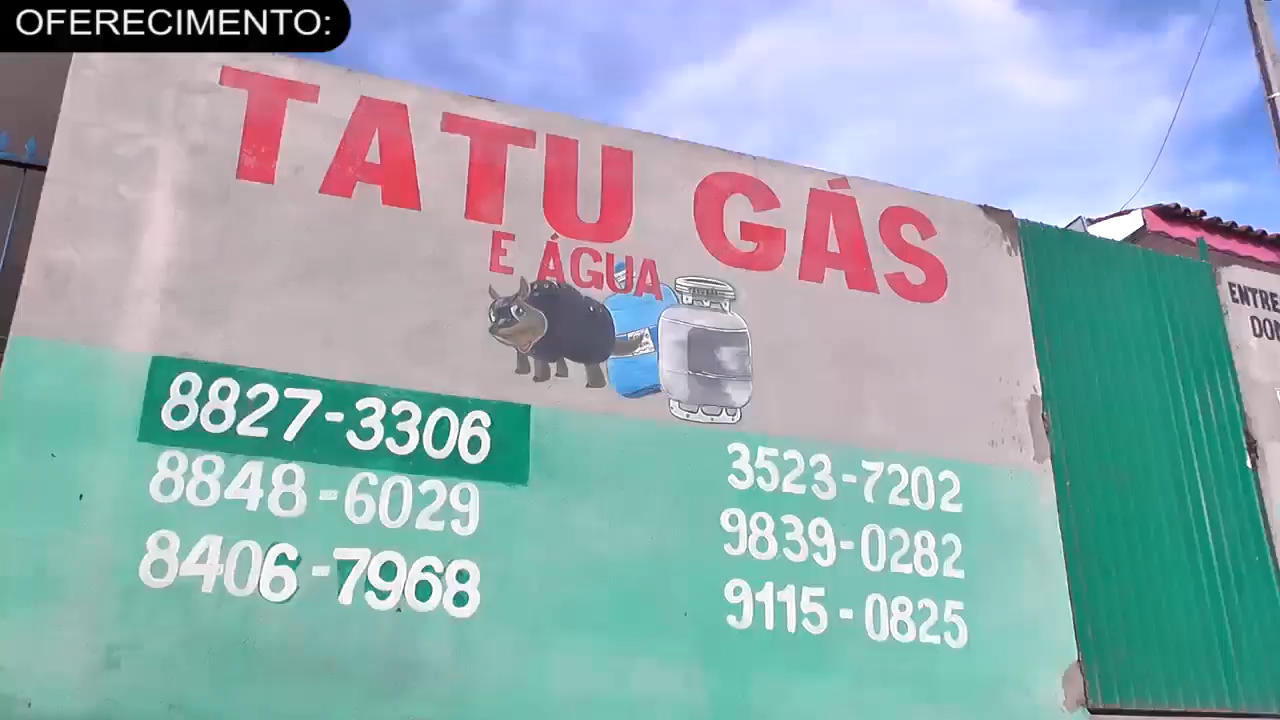 OFERECIMENTO:
TATU GÁS
E ÁGUA
8827-3306
8848-6029
8406-7968
3523-7202
9839-0282
9115-0825